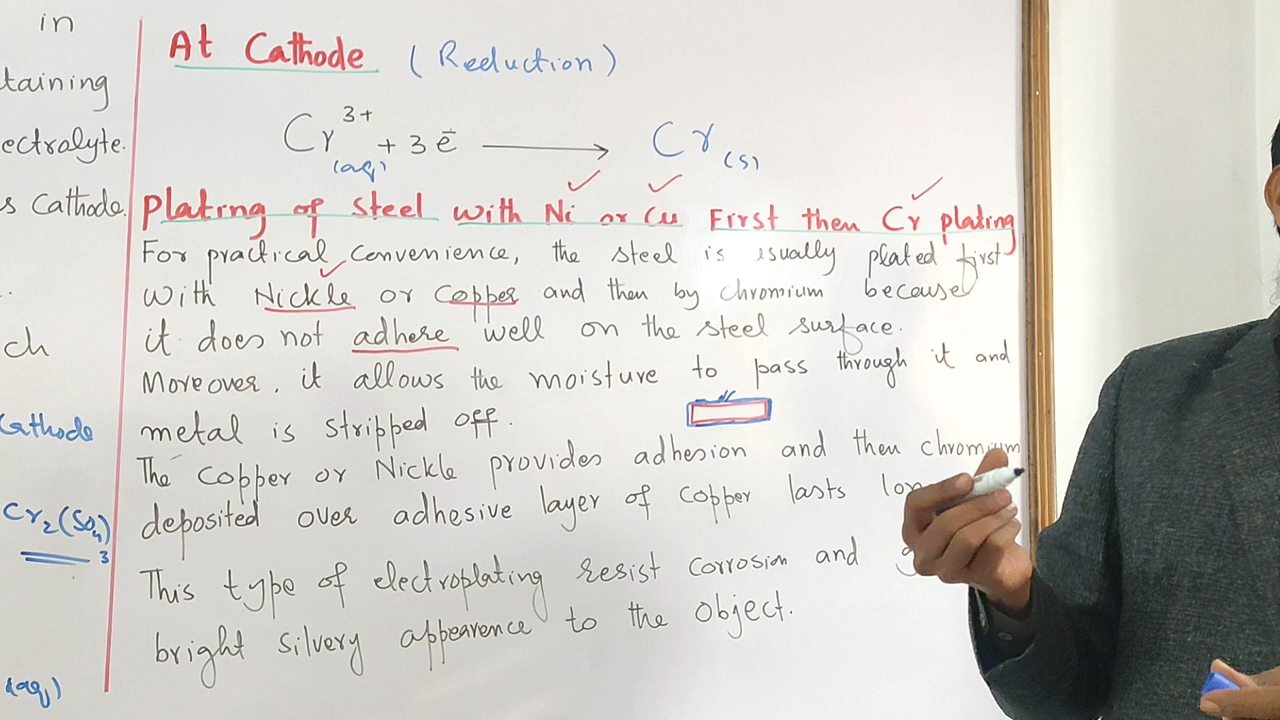 in
taining
ectralyte.
s Cathode.
ch
Cathode
Cr₂(SO₄)₃
(aq)
At Cathode (Reduction)
Cr³⁺(aq) + 3ē ⟶ Cr(s)
Plating of Steel with Ni or Cu First then Cr plating
For practical convenience, the steel is usually plated first
with Nickle or Copper and then by chromium because
it does not adhere well on the steel surface.
Moreover, it allows the moisture to pass through it and
metal is stripped off.
The Copper or Nickle provides adhesion and then chromium
deposited over adhesive layer of copper lasts
This type of electroplating resist corrosion and
bright silvery appearence to the object.